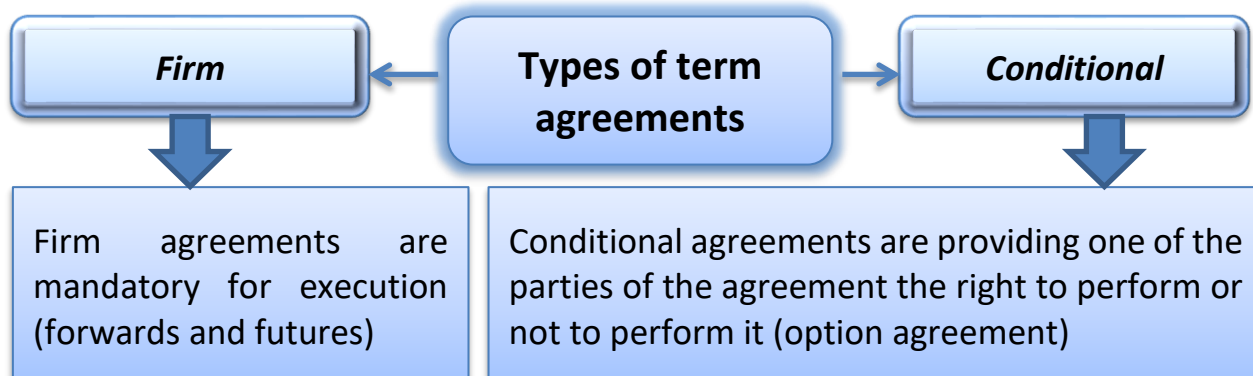 Types of term
agreements
Firm
Conditional
Firm agreements are
mandatory for execution
(forwards and futures)
Conditional agreements are providing one of the
parties of the agreement the right to perform or
not to perform it (option agreement)